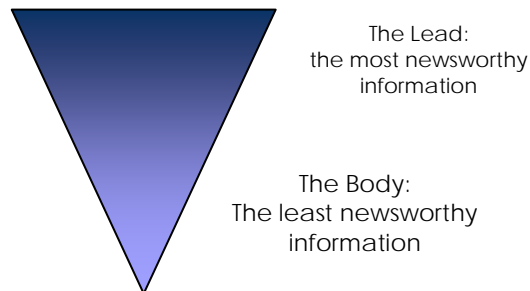 The Lead:
the most newsworthy
information
The Body:
The least newsworthy
information